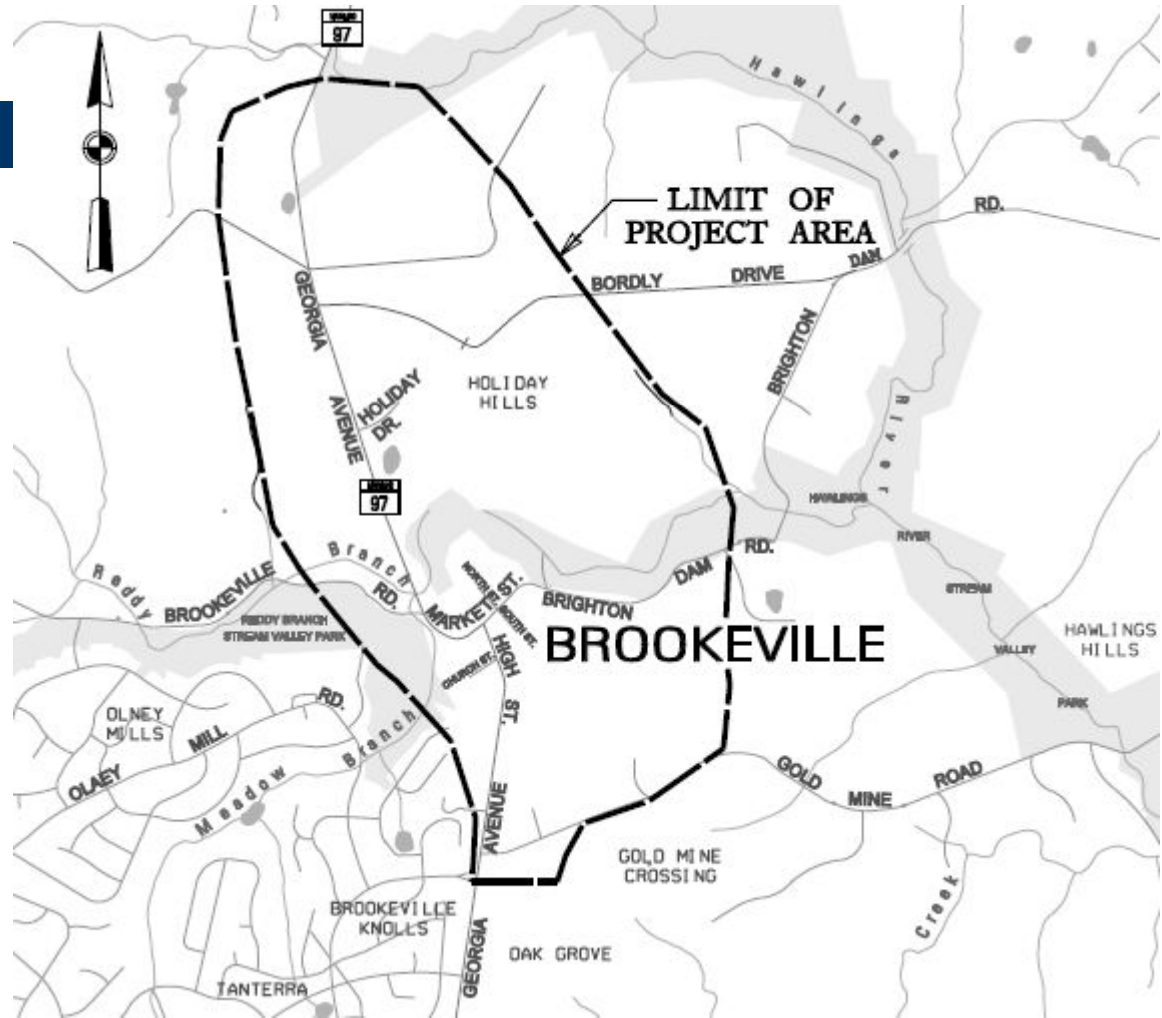 97
Hawlings
LIMIT OF
PROJECT AREA
RD.
DAM
BORDLY DRIVE
GEORGIA
BRIGHTON
HOLIDAY
HILLS
HOLIDAY
DR.
AVENUE
River
97
HAWLINGS
RIVER
STREAM
VALLEY
PARK
Reddy
Branch
BROOKEVILLE
RD.
REDDY BRANCH
STREAM VALLEY PARK
MARKET ST.
NORTH ST.
SOUTH ST.
BRIGHTON
DAM
RD.
BROOKEVILLE
HIGH
ST.
CHURCH ST.
HAWLINGS
HILLS
OLNEY
MILLS
OLAEY
MILL
RD.
Meadow
Branch
GOLD
MINE
ROAD
AVENUE
GOLD MINE
CROSSING
BROOKEVILLE
KNOLLS
OAK GROVE
GEORGIA
Creek
TANTERRA